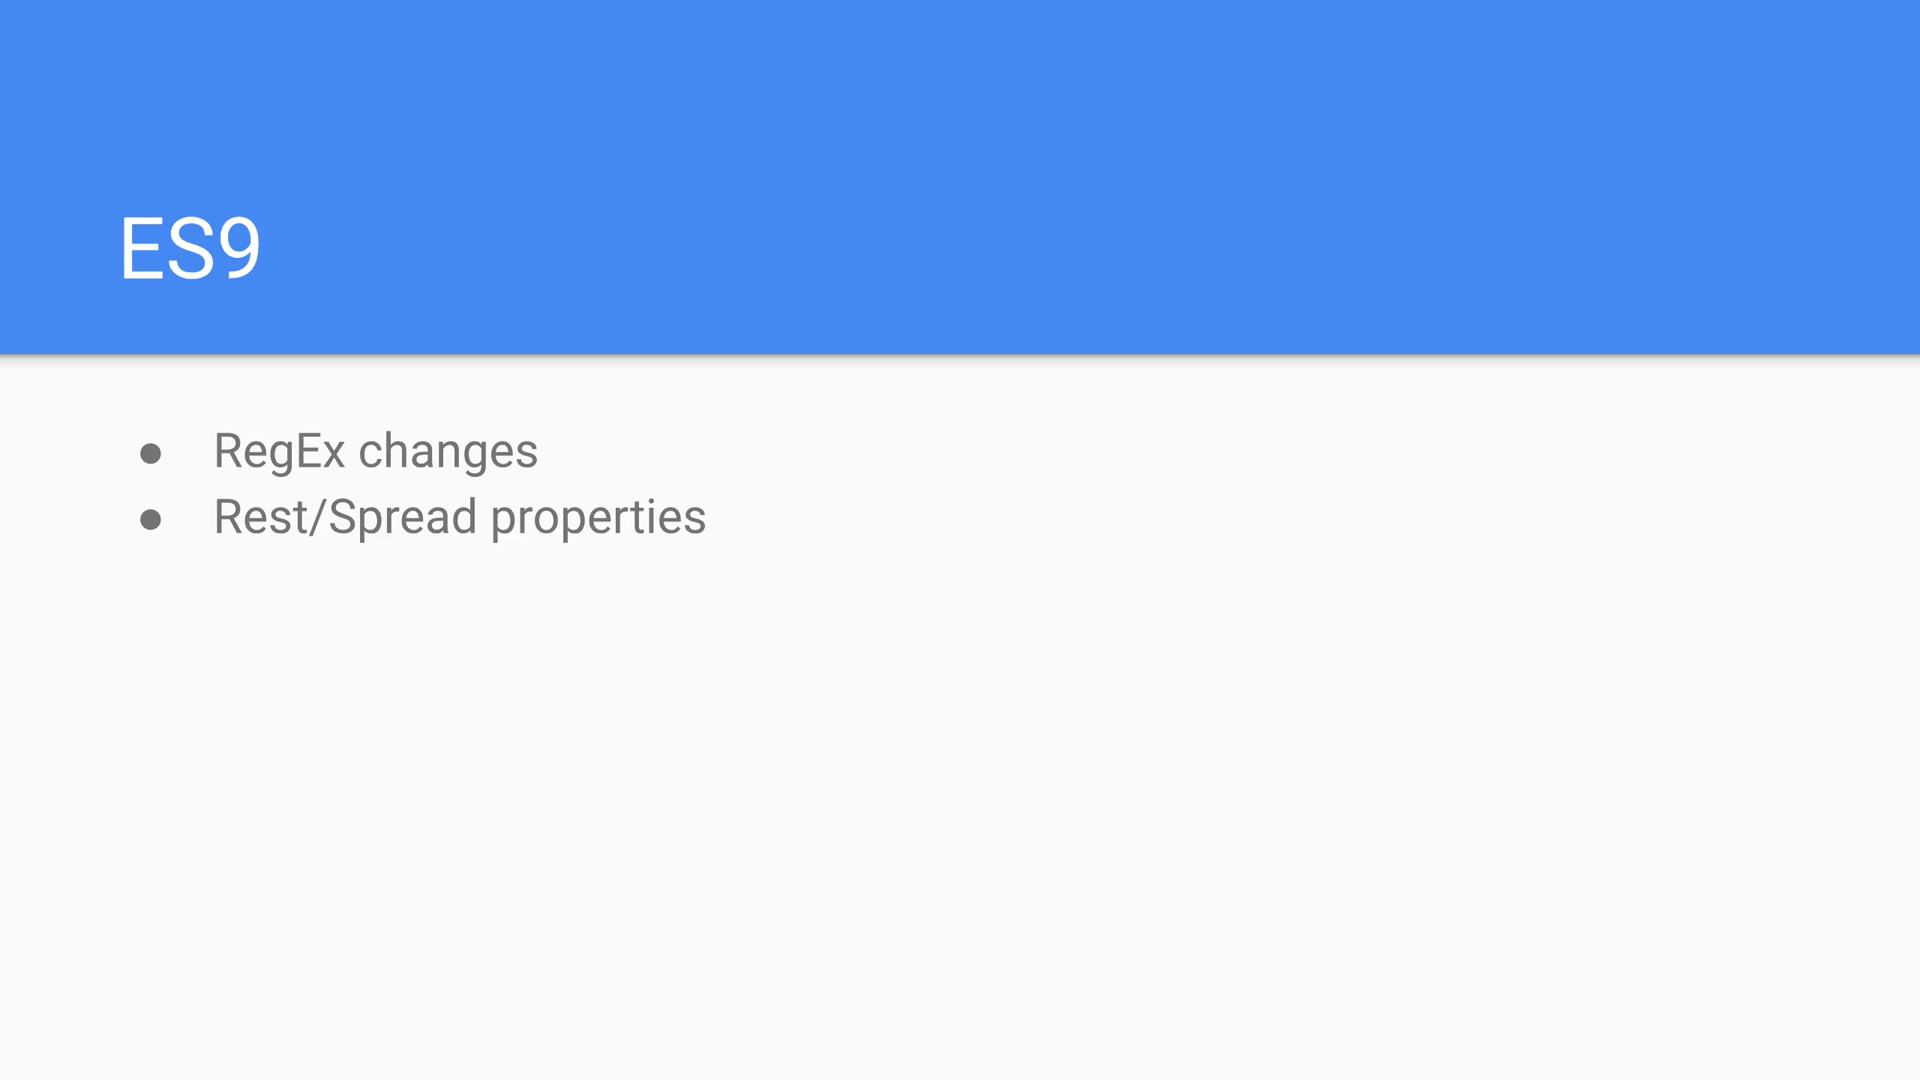 ES9
● RegEx changes
● Rest/Spread properties